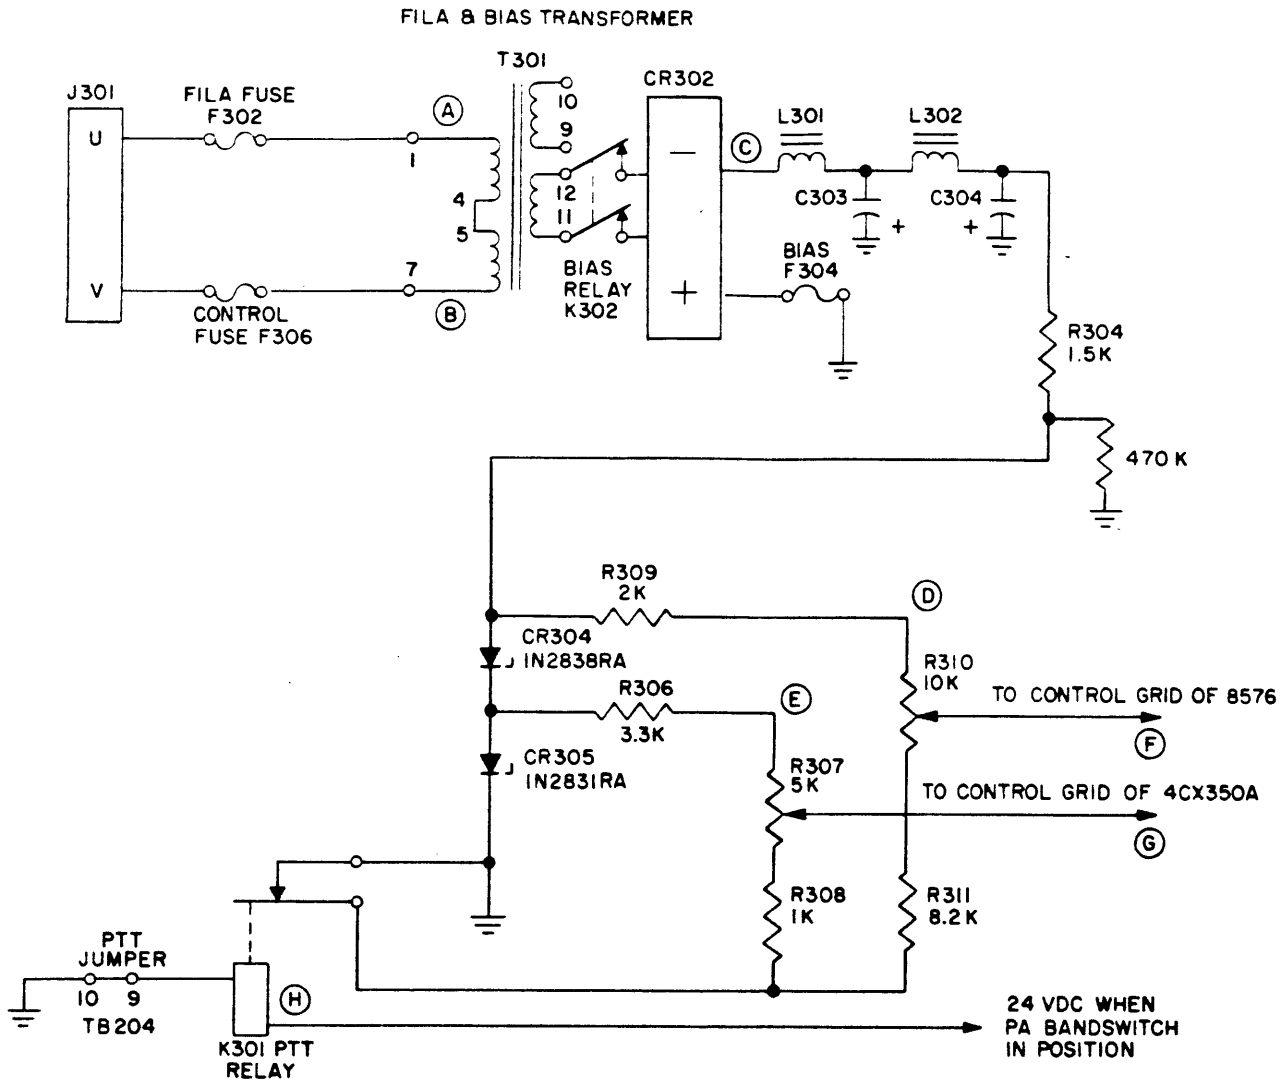 FILA & BIAS TRANSFORMER
T301
J301
FILA FUSE
F302
A
10
9
CR302
L301
L302
U
1
−
C
4
5
12
11
C303
+
C304
+
V
7
B
BIAS
RELAY
K302
BIAS
F304
+
CONTROL
FUSE F306
R304
1.5K
470 K
R309
2K
D
CR304
1N2838RA
R310
10K
R306
3.3K
E
TO CONTROL GRID OF 8576
F
CR305
1N2831RA
R307
5K
TO CONTROL GRID OF 4CX350A
G
R308
1K
R311
8.2K
PTT
JUMPER
10 9
TB204
H
K301 PTT
RELAY
24 VDC WHEN
PA BANDSWITCH
IN POSITION